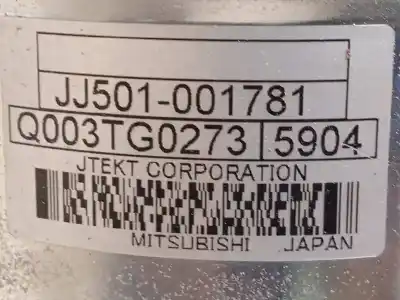 JJ501-001781
Q003TG0273 5904
JTEKT CORPORATION
MITSUBISHI JAPAN